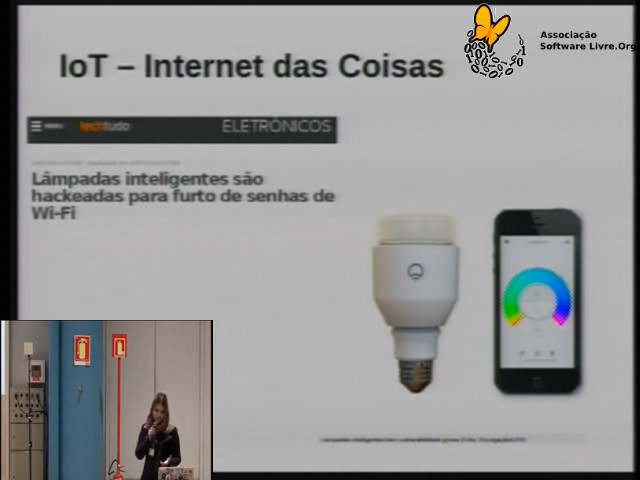 Associação
Software Livre.Org
IoT – Internet das Coisas
techtudo
ELETRÔNICOS
Lâmpadas inteligentes são
hackeadas para furto de senhas de
Wi-Fi